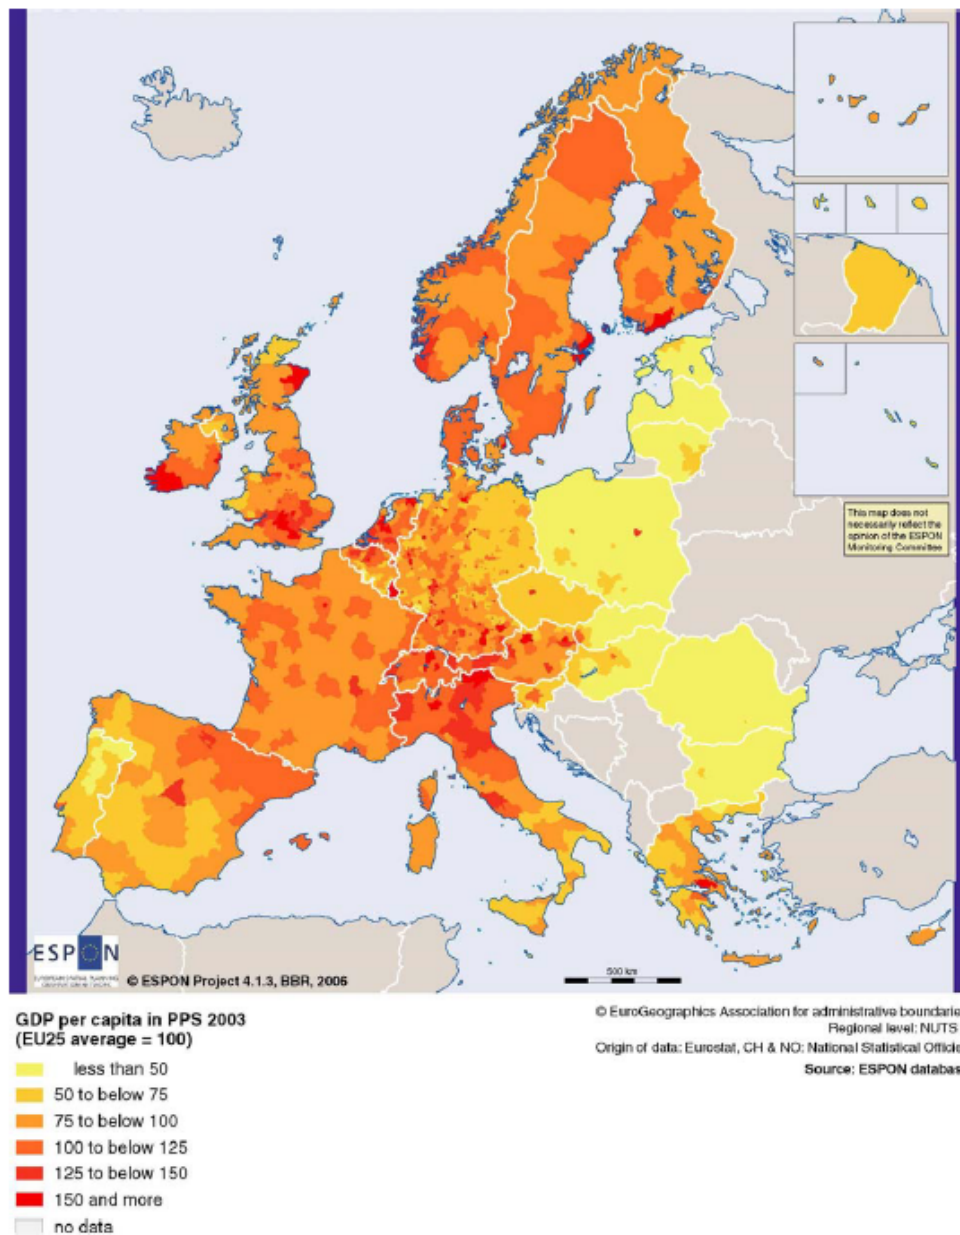 This map does not
necessarily reflect the
opinion of the ESPON
Monitoring Committee
ESPON
© ESPON Project 4.1.3, BBR, 2006
500 km
GDP per capita in PPS 2003
(EU25 average = 100)
less than 50
50 to below 75
75 to below 100
100 to below 125
125 to below 150
150 and more
no data
© EuroGeographics Association for administrative boundarie
Regional level: NUTS
Origin of data: Eurostat, CH & NO: National Statistical Officie
Source: ESPON databas